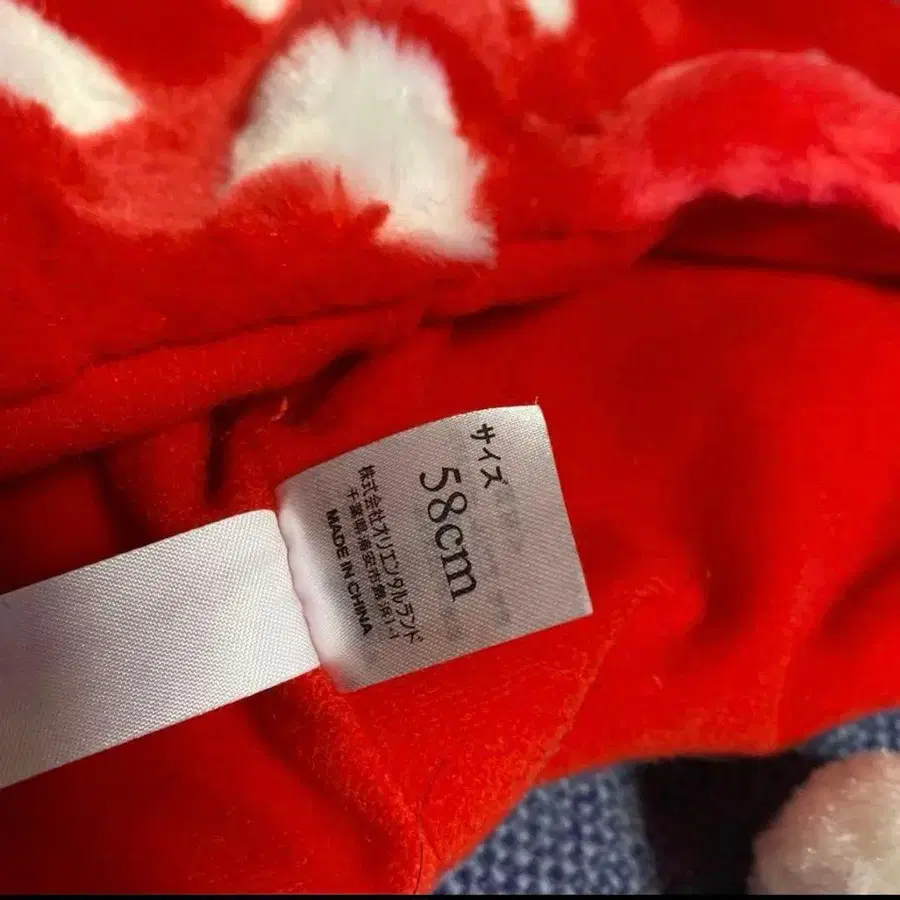 サイズ
58cm
株式会社オリエンタルランド
千葉県浦安市舞浜1-1
MADE IN CHINA